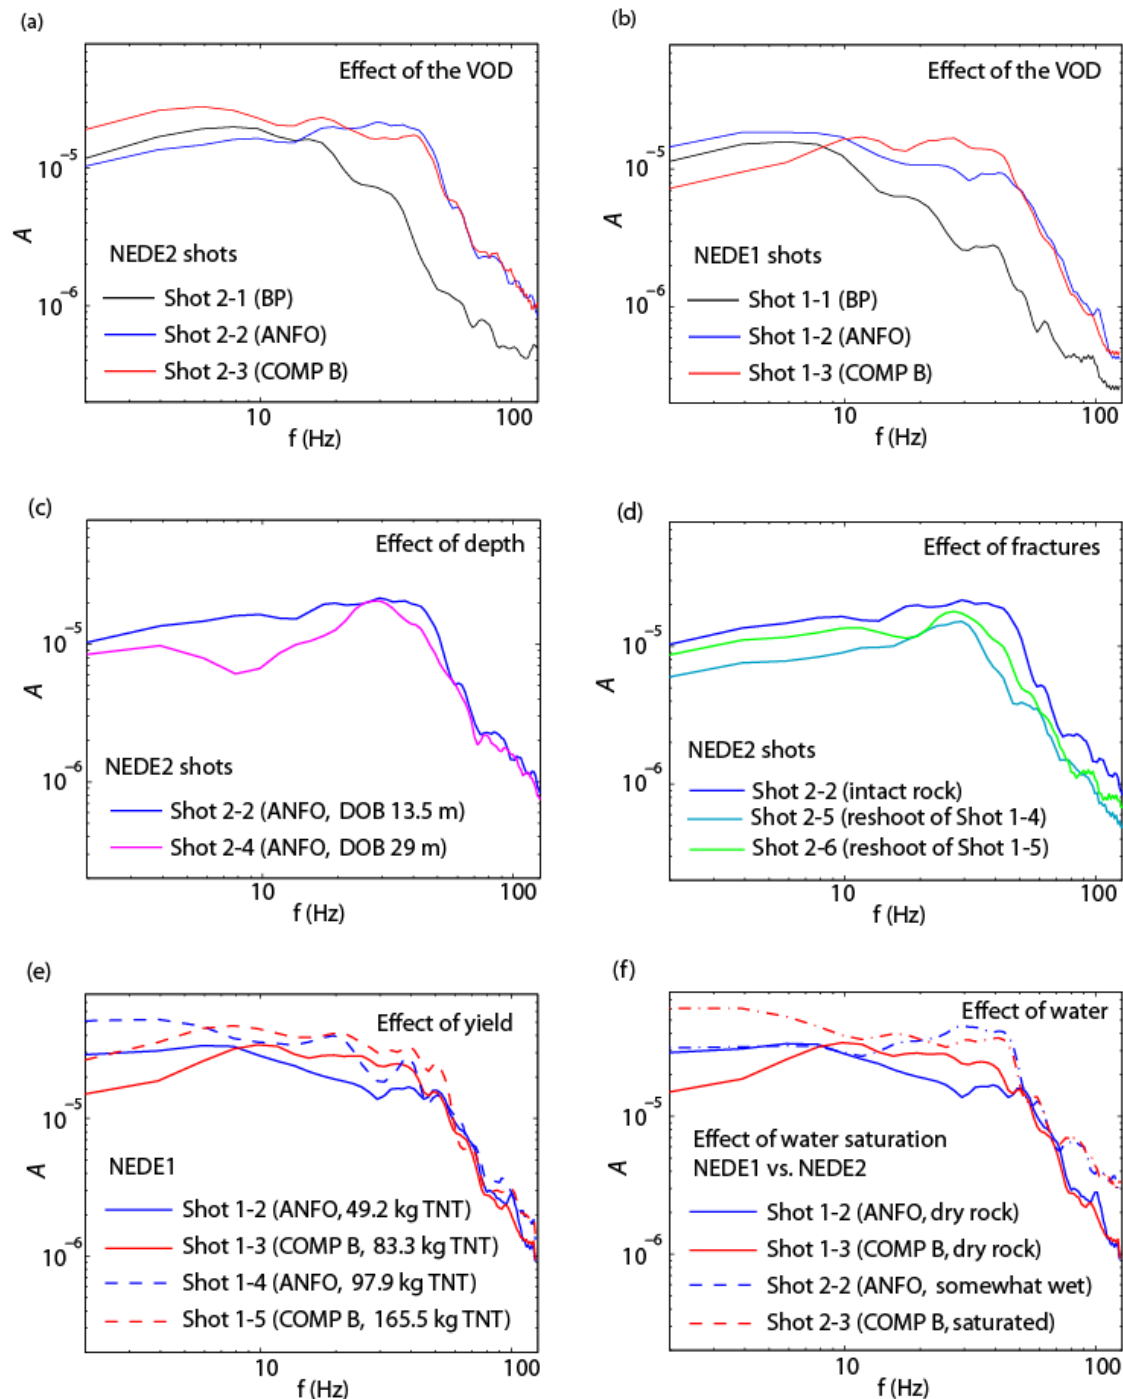 (a)
Effect of the VOD
10⁻⁵
A
NEDE2 shots
Shot 2-1 (BP)
Shot 2-2 (ANFO)
10⁻⁶
Shot 2-3 (COMP B)
10
100
f (Hz)
(b)
Effect of the VOD
10⁻⁵
A
NEDE1 shots
Shot 1-1 (BP)
10⁻⁶
Shot 1-2 (ANFO)
Shot 1-3 (COMP B)
10
100
f (Hz)
(c)
Effect of depth
10⁻⁵
A
NEDE2 shots
10⁻⁶
Shot 2-2 (ANFO, DOB 13.5 m)
Shot 2-4 (ANFO, DOB 29 m)
10
100
f (Hz)
(d)
Effect of fractures
10⁻⁵
A
NEDE2 shots
10⁻⁶
Shot 2-2 (intact rock)
Shot 2-5 (reshoot of Shot 1-4)
Shot 2-6 (reshoot of Shot 1-5)
10
100
f (Hz)
(e)
Effect of yield
10⁻⁵
A
NEDE1
Shot 1-2 (ANFO, 49.2 kg TNT)
10⁻⁶
Shot 1-3 (COMP B, 83.3 kg TNT)
Shot 1-4 (ANFO, 97.9 kg TNT)
Shot 1-5 (COMP B, 165.5 kg TNT)
10
100
f (Hz)
(f)
Effect of water
10⁻⁵
A
Effect of water saturation
NEDE1 vs. NEDE2
Shot 1-2 (ANFO, dry rock)
10⁻⁶
Shot 1-3 (COMP B, dry rock)
Shot 2-2 (ANFO, somewhat wet)
Shot 2-3 (COMP B, saturated)
10
100
f (Hz)